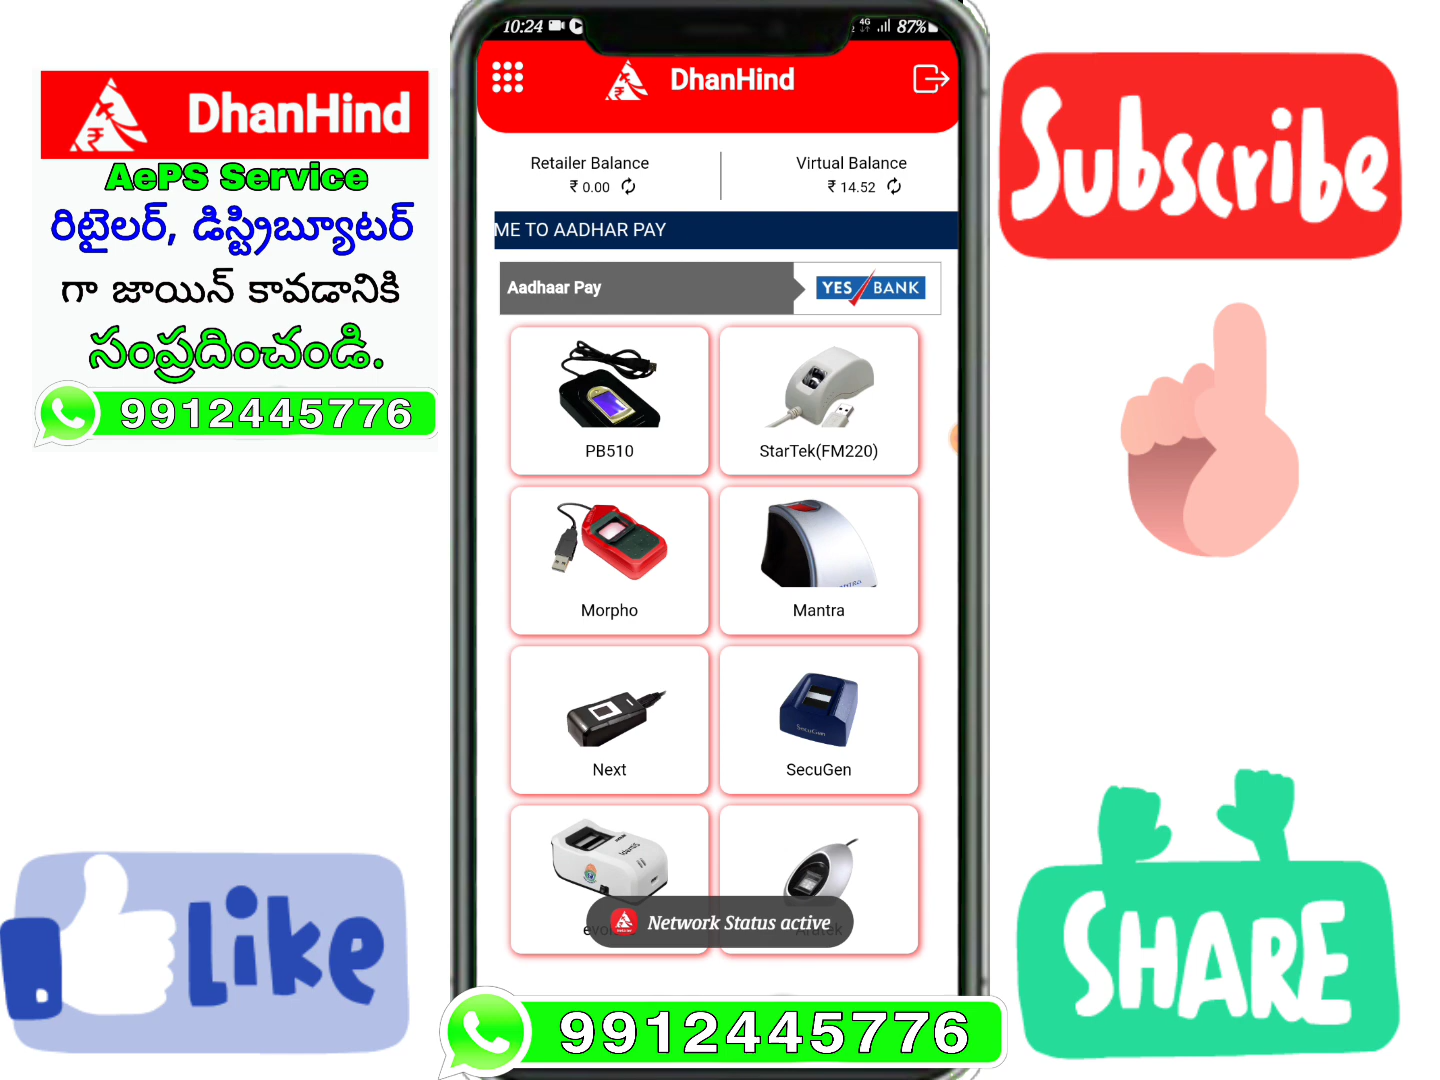 DhanHind
AePS Service
రిటైలర్, డిస్ట్రిబ్యూటర్
గా జాయిన్ కావడానికి
సంప్రదించండి.
9912445776
10:24
4G
87%
DhanHind
Retailer Balance
₹ 0.00
Virtual Balance
₹ 14.52
ME TO AADHAR PAY
Aadhaar Pay
YES BANK
PB510
StarTek(FM220)
Morpho
Mantra
Next
SecuGen
SecuGen
Network Status active
9912445776
Subscribe
Like
SHARE